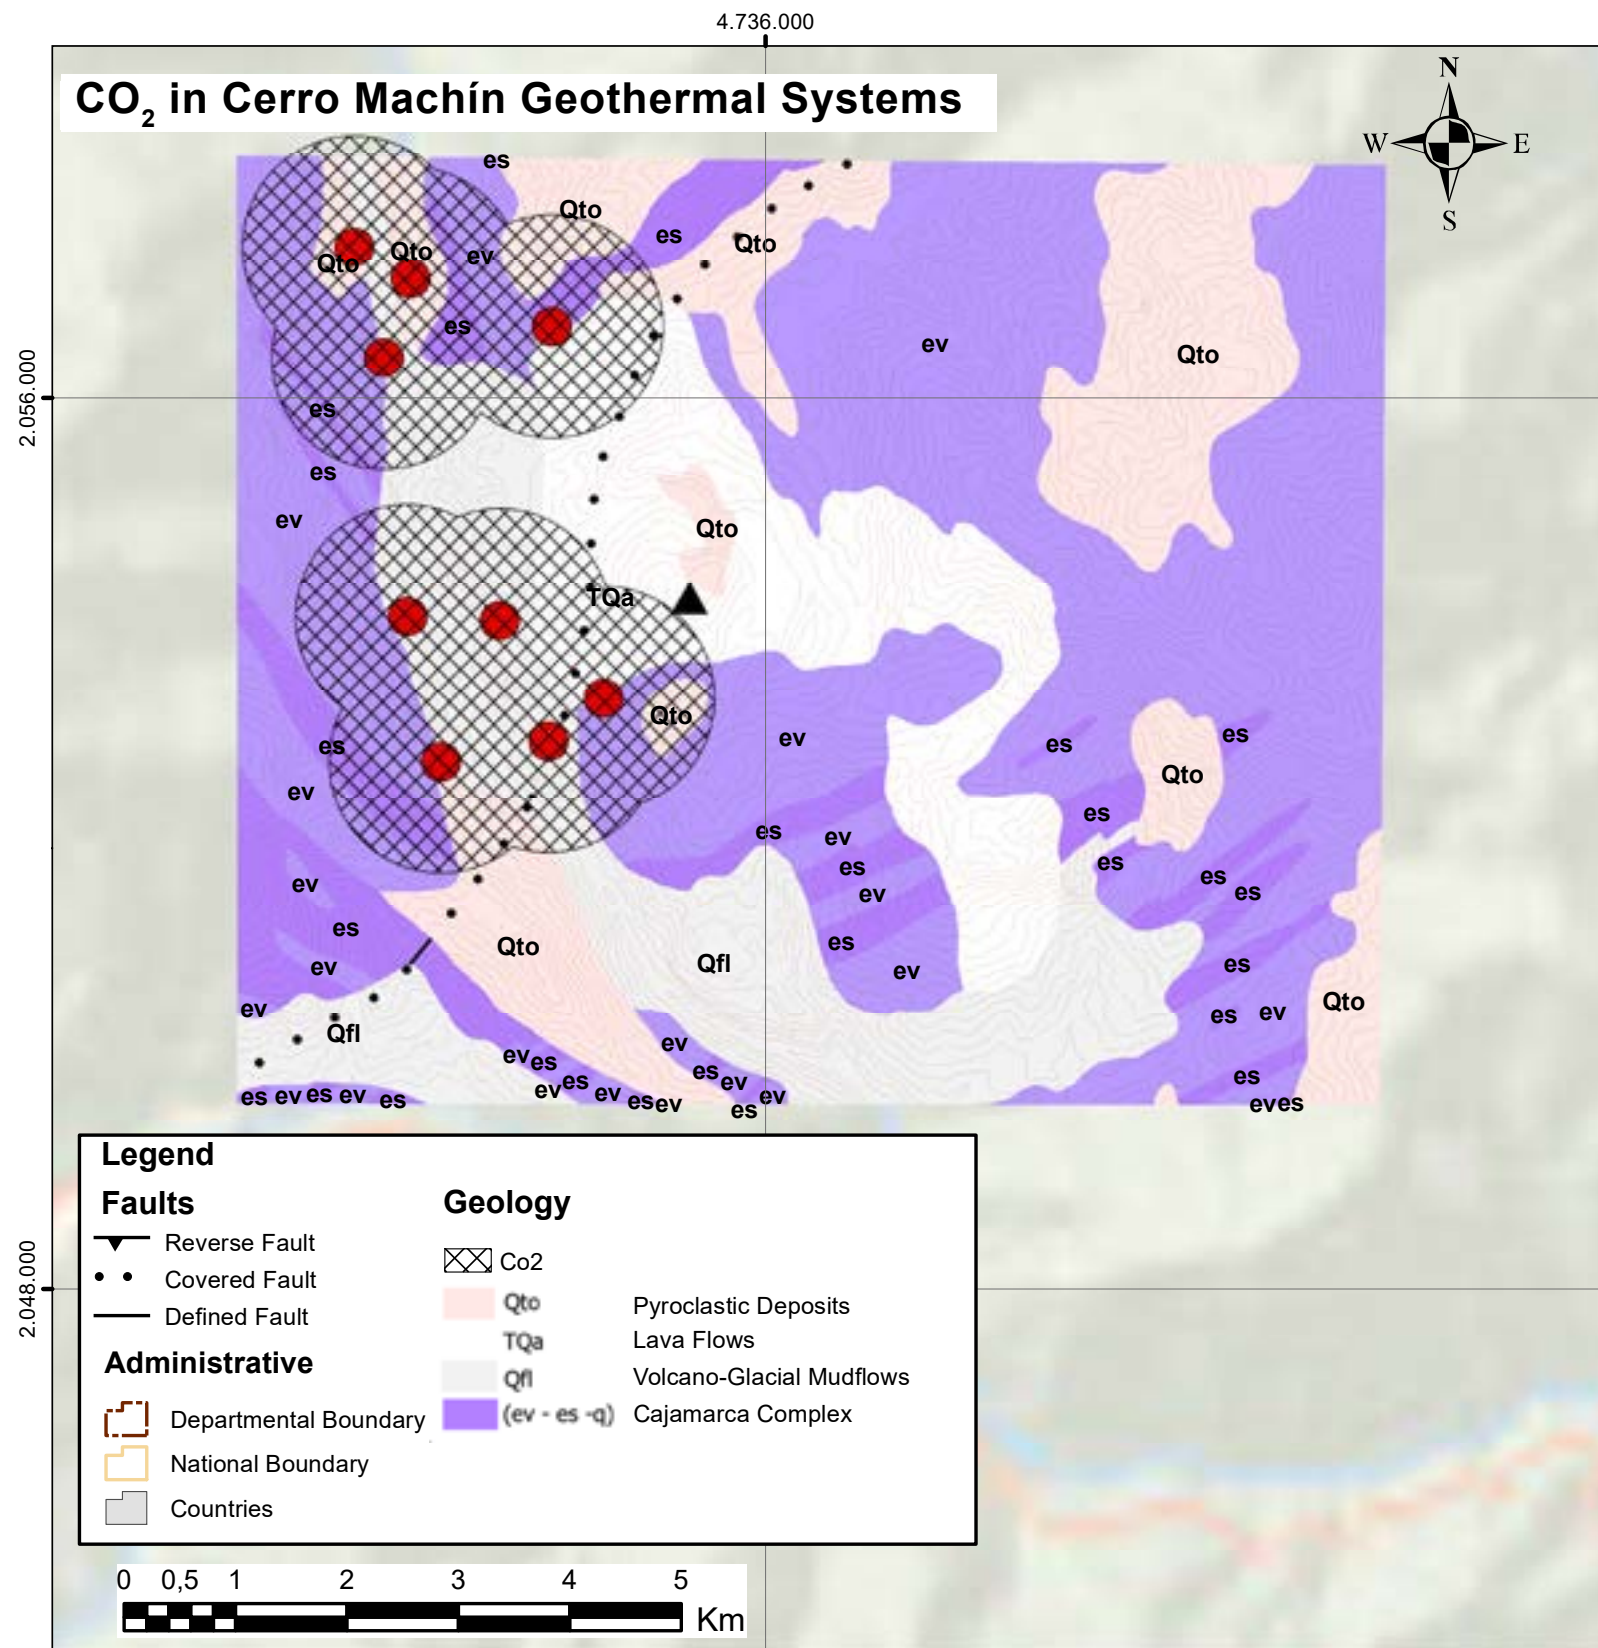 4.736.000
CO2 in Cerro Machín Geothermal Systems
N
W E
S
es
Qto
es
Qto
Qto
Qto
ev
es
ev
Qto
2.056.000
es
es
ev
Qto
TQa
Qto
es
ev
ev
es
es
Qto
es
es
ev
es
ev
es
es
es
ev
es
ev
ev
Qto
Qfl
es
ev
es
Qto
es
ev
Qfl
ev
es
ev
es
ev
es
ev
es
ev
es
ev
es
ev
es
ev
es
ev
es
ev
es
ev
es
Legend
Faults
Reverse Fault
Covered Fault
Defined Fault
Administrative
Departmental Boundary
National Boundary
Countries
Geology
Co2
Qto Pyroclastic Deposits
TQa Lava Flows
Qfl Volcano-Glacial Mudflows
(ev - es -q) Cajamarca Complex
2.048.000
0 0,5 1 2 3 4 5
Km